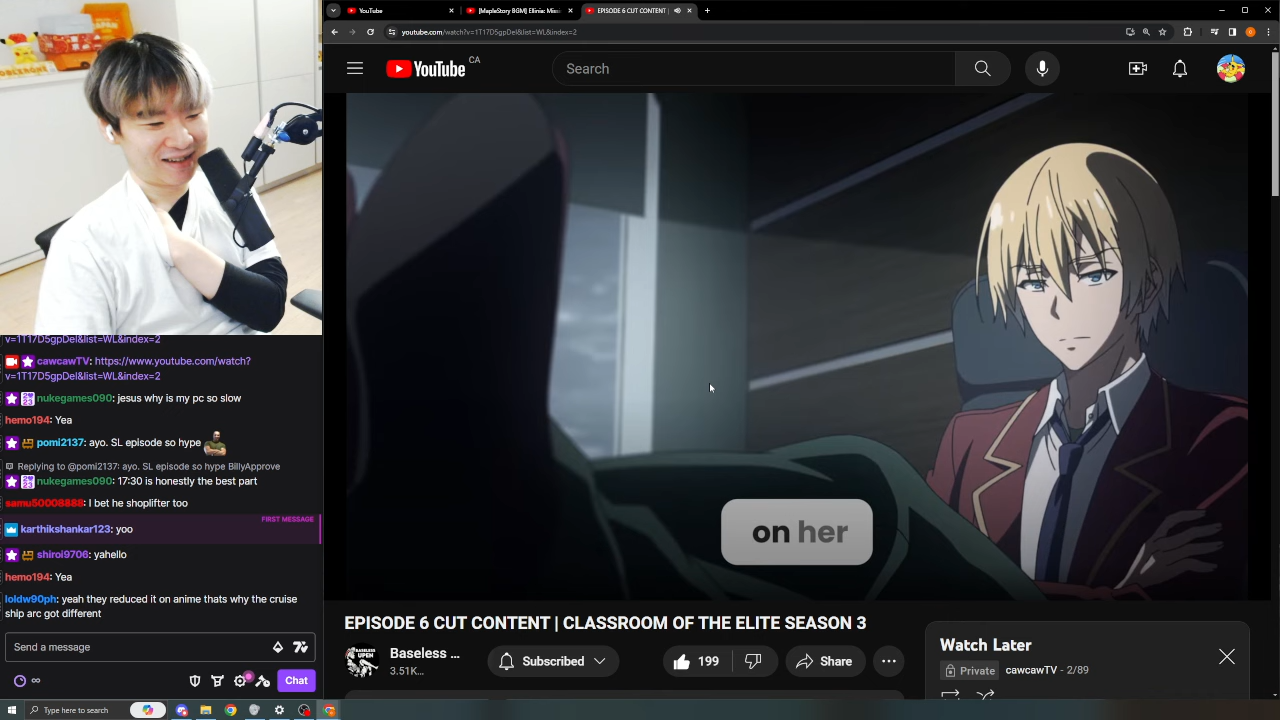 YouTube
[MapleStory BGM] Ellinia: Missi
EPISODE 6 CUT CONTENT |
youtube.com/watch?v=1T17D5gpDeI&list=WL&index=2
YouTube CA
Search
on her
v=1T17D5gpDeI&list=WL&index=2
cawcawTV: https://www.youtube.com/watch?
v=1T17D5gpDeI&list=WL&index=2
nukegames090: jesus why is my pc so slow
hemo194: Yea
pomi2137: ayo. SL episode so hype
Replying to @pomi2137: ayo. SL episode so hype BillyApprove
nukegames090: 17:30 is honestly the best part
samu50008888: I bet he shoplifter too
FIRST MESSAGE
karthikshankar123: yoo
shiroi9706: yahello
hemo194: Yea
loldw90ph: yeah they reduced it on anime thats why the cruise
ship arc got different
Send a message
Chat
EPISODE 6 CUT CONTENT | CLASSROOM OF THE ELITE SEASON 3
Baseless ...
3.51K...
Subscribed
199
Share
Watch Later
Private
cawcawTV - 2/89
Type here to search